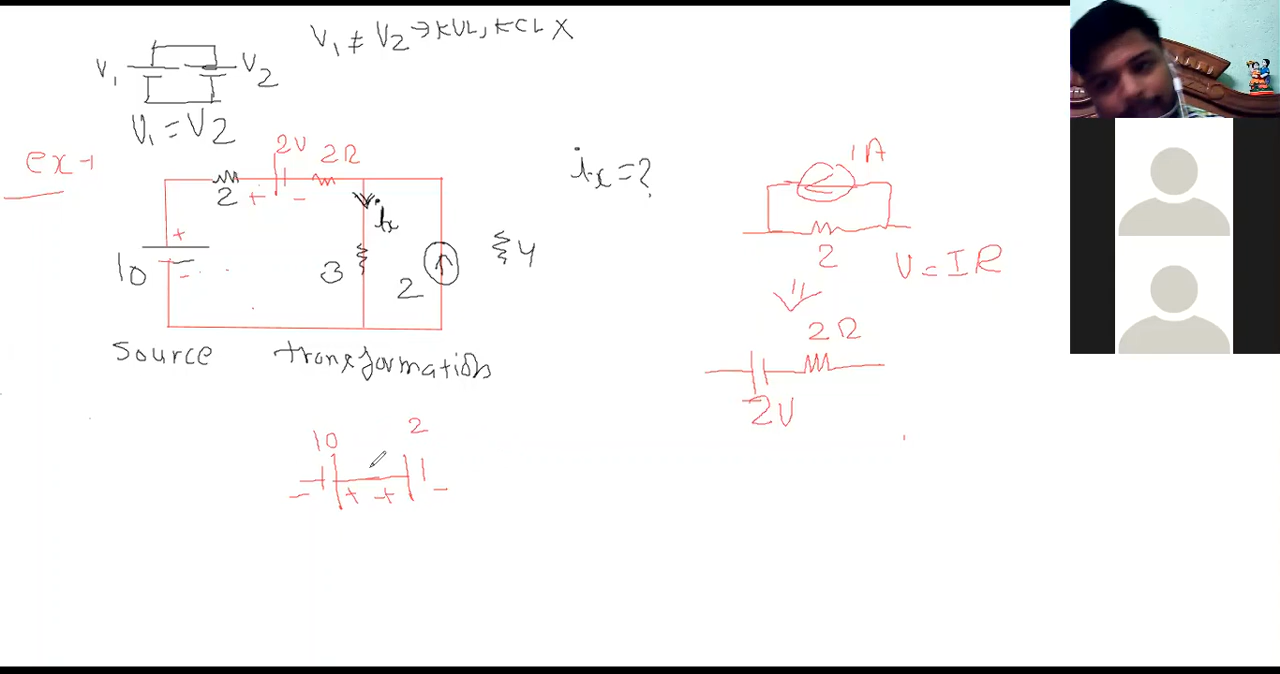 V₁ ≠ V₂ → KVL, KCL X
V₁ V₂
V₁ = V₂
ex-1
2V 2Ω
2 + -
ix
+
10
-
3 2
4
ix = ?
1A
2
V = IR
2Ω
2V
Source transformation
10 2
- + + -